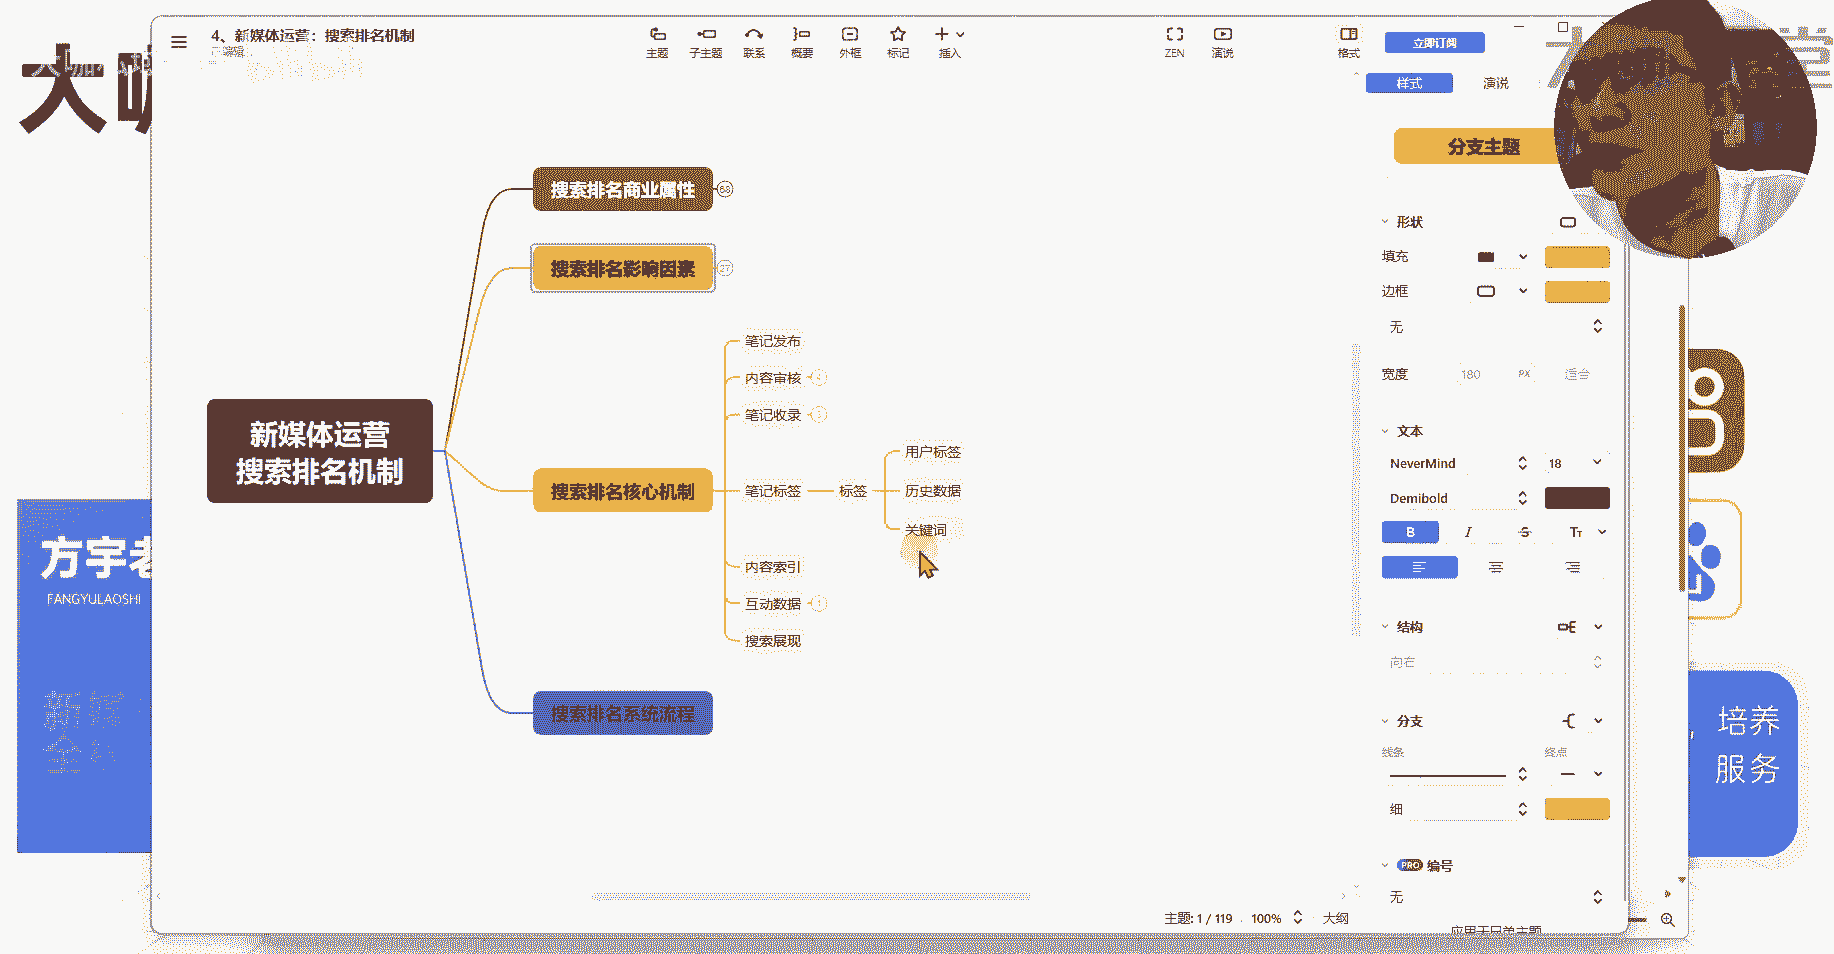 4、新媒体运营：搜索排名机制
主题
子主题
联系
概要
外框
标记
插入
ZEN
演说
格式
立即订阅
样式
演说
分支主题
搜索排名商业属性
68
搜索排名影响因素
27
新媒体运营
搜索排名机制
搜索排名核心机制
笔记发布
内容审核
笔记收录
笔记标签
标签
用户标签
历史数据
关键词
内容索引
互动数据
搜索展现
搜索排名系统流程
形状
填充
边框
无
宽度
180
PX
适合
文本
NeverMind
18
Demibold
B
I
S
TT
结构
向右
分支
线条
终点
细
PRO 编号
无
主题: 1 / 119
100%
大纲
应用于只单主题
方宇老
FANGYULAOSHI
培养
服务